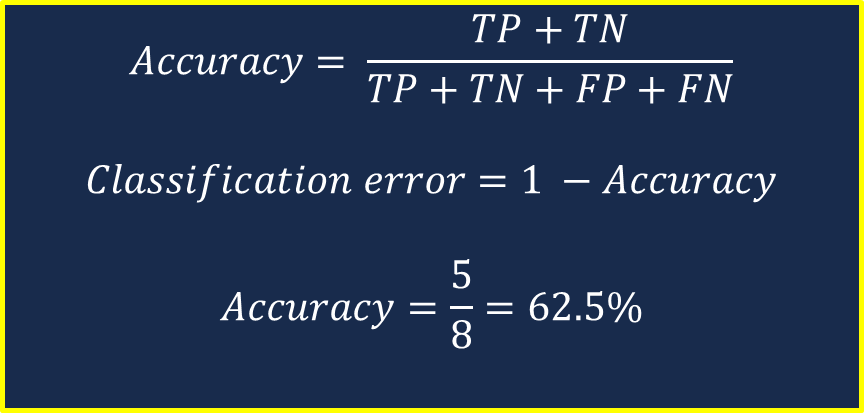 Accuracy = TP + TN / TP + TN + FP + FN
Classification error = 1 − Accuracy
Accuracy = 5/8 = 62.5%